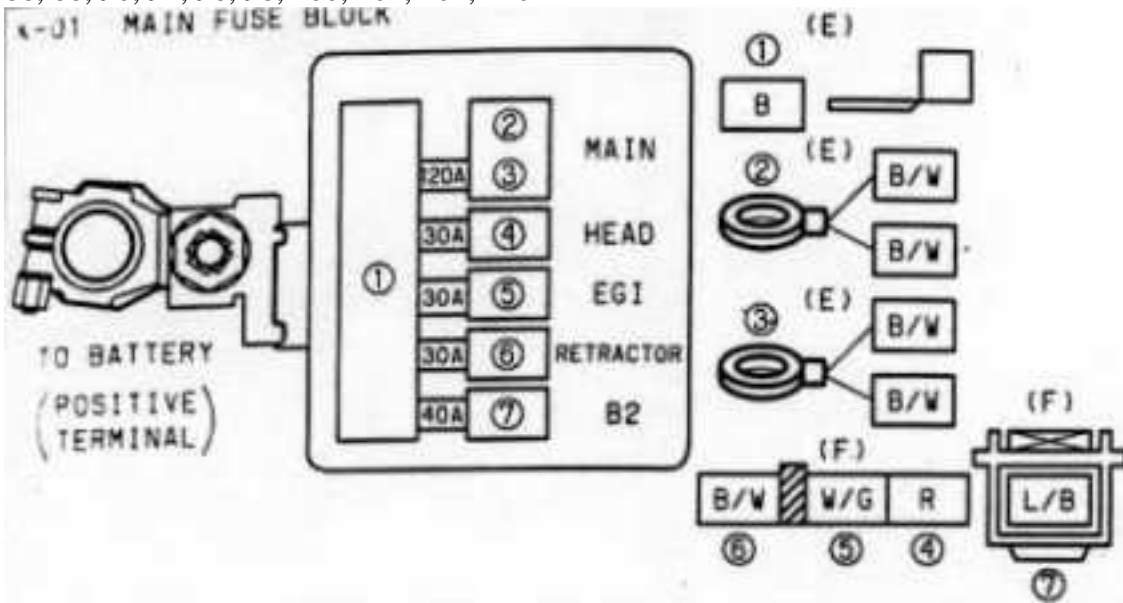 x-01 MAIN FUSE BLOCK
① ② 120A ③ MAIN
30A ④ HEAD
30A ⑤ EGI
30A ⑥ RETRACTOR
40A ⑦ B2
TO BATTERY
(POSITIVE
TERMINAL)
① (E)
B
② (E)
B/W
B/W
③ (E)
B/W
B/W
(F)
B/W W/G R
⑥ ⑤ ④
(F)
L/B
⑦